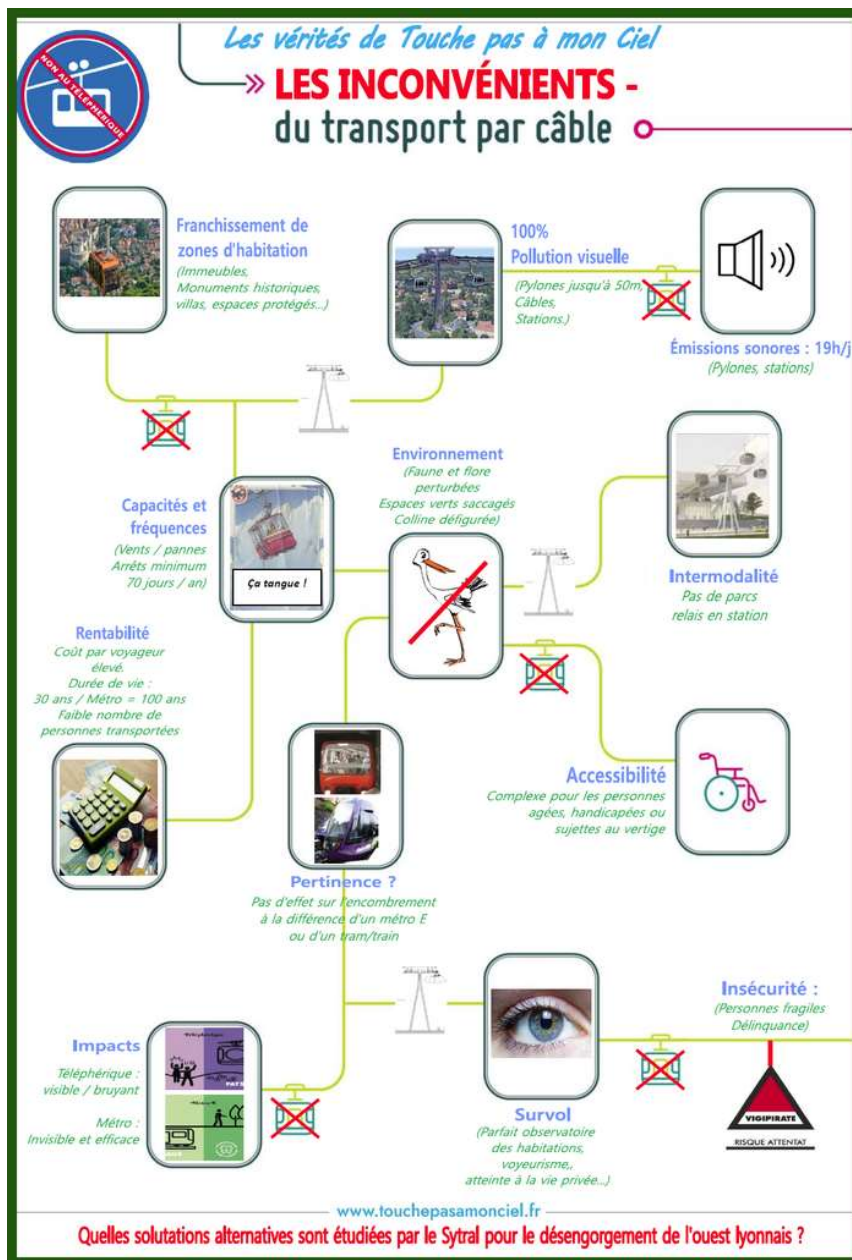 Les vérités de Touche pas à mon Ciel
NON AU TÉLÉPHÉRIQUE
LES INCONVÉNIENTS -
du transport par câble
Franchissement de
zones d'habitation
(Immeubles,
Monuments historiques,
villas, espaces protégés...)
100%
Pollution visuelle
(Pylones jusqu'à 50m,
Câbles,
Stations.)
Émissions sonores : 19h/j
(Pylones, stations)
Capacités et
fréquences
(Vents / pannes
Arrêts minimum
70 jours / an)
Ça tangue !
Environnement
(Faune et flore
perturbées
Espaces verts saccagés
Colline défigurée)
Intermodalité
Pas de parcs
relais en station
Rentabilité
Coût par voyageur
élevé.
Durée de vie :
30 ans / Métro = 100 ans
Faible nombre de
personnes transportées
Accessibilité
Complexe pour les personnes
agées, handicapées ou
sujettes au vertige
Pertinence ?
Pas d'effet sur l'encombrement
à la différence d'un métro E
ou d'un tram/train
Impacts
Téléphérique :
visible / bruyant
Métro :
Invisible et efficace
Téléphérique
Survol
(Parfait observatoire
des habitations,
voyeurisme,,
atteinte à la vie privée...)
Insécurité :
(Personnes fragiles
Délinquance)
VIGIPIRATE
RISQUE ATTENTAT
www.touchepasamonciel.fr
Quelles solutations alternatives sont étudiées par le Sytral pour le désengorgement de l'ouest lyonnais ?